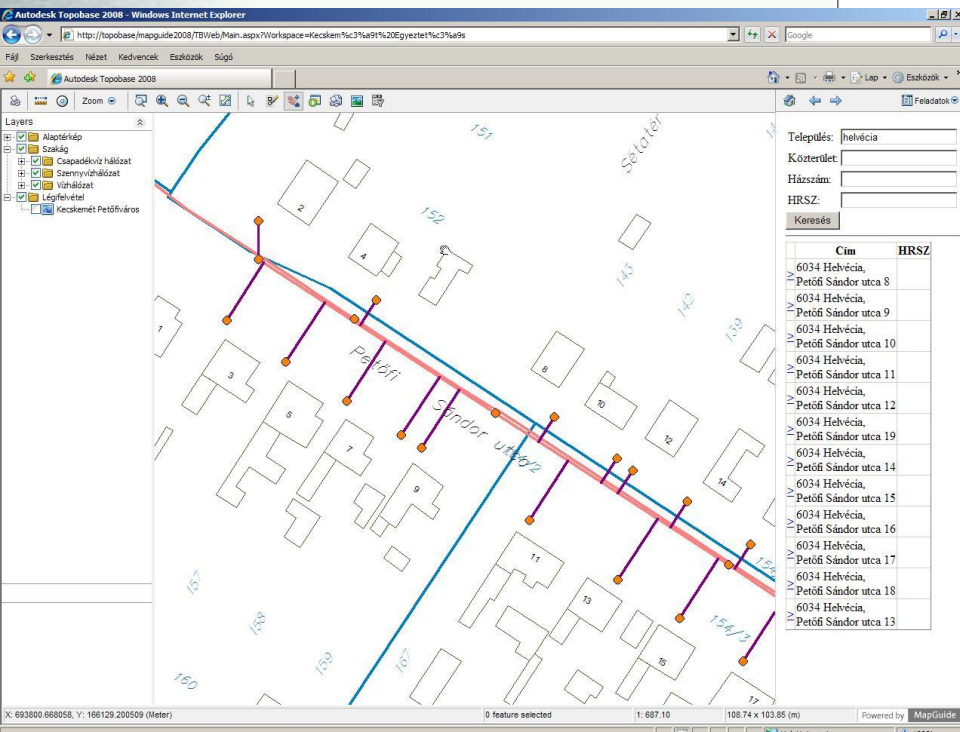 Autodesk Topobase 2008 - Windows Internet Explorer
http://topobase/mapguide2008/TBWeb/Main.aspx?Workspace=Kecskem%c3%a9t%20Egyeztet%c3%a9s
Google
Fájl Szerkesztés Nézet Kedvencek Eszközök Súgó
Autodesk Topobase 2008
Lap
Eszközök
Zoom
Feladatok
Layers
Alaptérkép
Szakág
Csapadékvíz hálózat
Szennyvízhálózat
Vízhálózat
Légifelvétel
Kecskemét Petőfiváros
Település: helvécia
Közterület:
Házszám:
HRSZ:
Keresés
Cím HRSZ
> 6034 Helvécia,
Petőfi Sándor utca 8
> 6034 Helvécia,
Petőfi Sándor utca 9
> 6034 Helvécia,
Petőfi Sándor utca 10
> 6034 Helvécia,
Petőfi Sándor utca 11
> 6034 Helvécia,
Petőfi Sándor utca 12
> 6034 Helvécia,
Petőfi Sándor utca 19
> 6034 Helvécia,
Petőfi Sándor utca 14
> 6034 Helvécia,
Petőfi Sándor utca 15
> 6034 Helvécia,
Petőfi Sándor utca 16
> 6034 Helvécia,
Petőfi Sándor utca 17
> 6034 Helvécia,
Petőfi Sándor utca 18
> 6034 Helvécia,
Petőfi Sándor utca 13
151
Sétatér
152
2
4
143
142
139
1
3
Petőfi
8
5
10
Sándor
12
7
14
9
11
157
13
158
154/3
159
167
15
160
17
X: 693800.668058, Y: 166129.200509 (Meter)
0 feature selected
1: 687.10
108.74 x 103.85 (m)
Powered by MapGuide